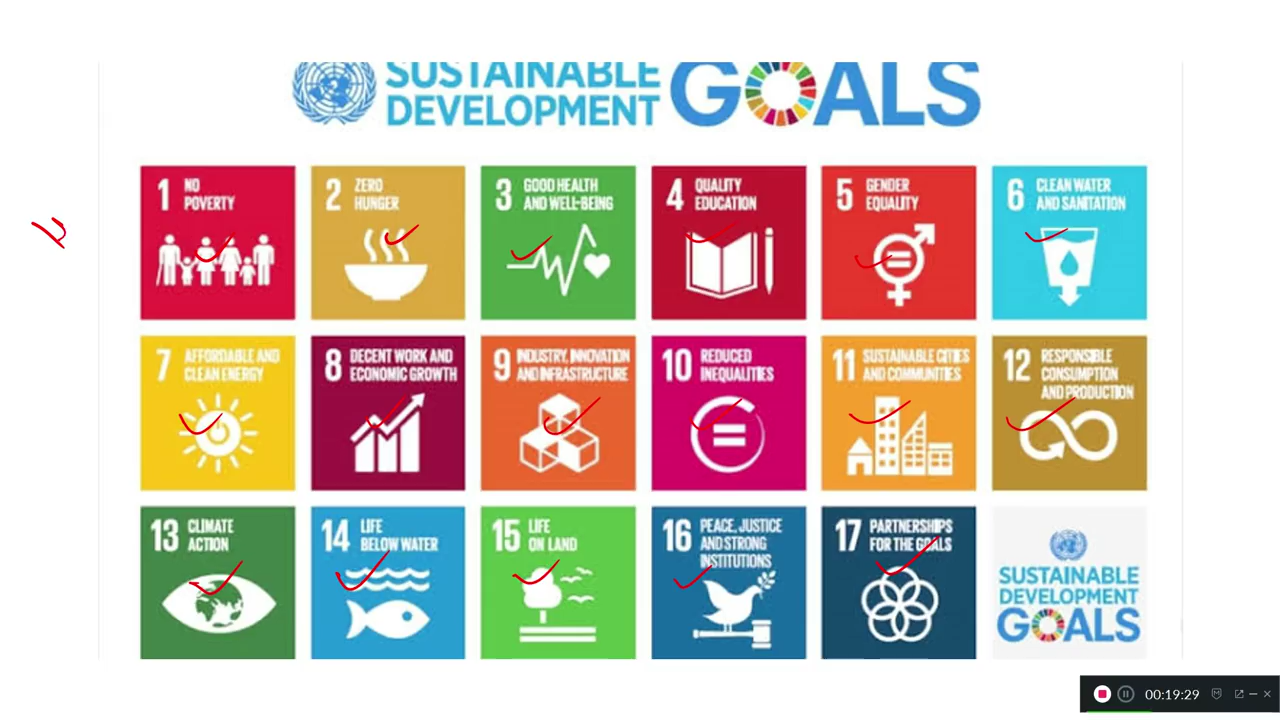 SUSTAINABLE
DEVELOPMENT
GOALS
1 NO
POVERTY
2 ZERO
HUNGER
3 GOOD HEALTH
AND WELL-BEING
4 QUALITY
EDUCATION
5 GENDER
EQUALITY
6 CLEAN WATER
AND SANITATION
7 AFFORDABLE AND
CLEAN ENERGY
8 DECENT WORK AND
ECONOMIC GROWTH
9 INDUSTRY, INNOVATION
AND INFRASTRUCTURE
10 REDUCED
INEQUALITIES
11 SUSTAINABLE CITIES
AND COMMUNITIES
12 RESPONSIBLE
CONSUMPTION
AND PRODUCTION
13 CLIMATE
ACTION
14 LIFE
BELOW WATER
15 LIFE
ON LAND
16 PEACE, JUSTICE
AND STRONG
INSTITUTIONS
17 PARTNERSHIPS
FOR THE GOALS
SUSTAINABLE
DEVELOPMENT
GOALS
00:19:29